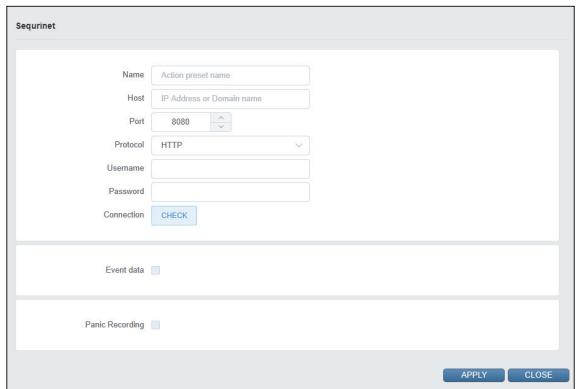 Sequrinet
Name Action preset name
Host IP Address or Domain name
Port 8080
Protocol HTTP
Username
Password
Connection CHECK
Event data
Panic Recording
APPLY CLOSE